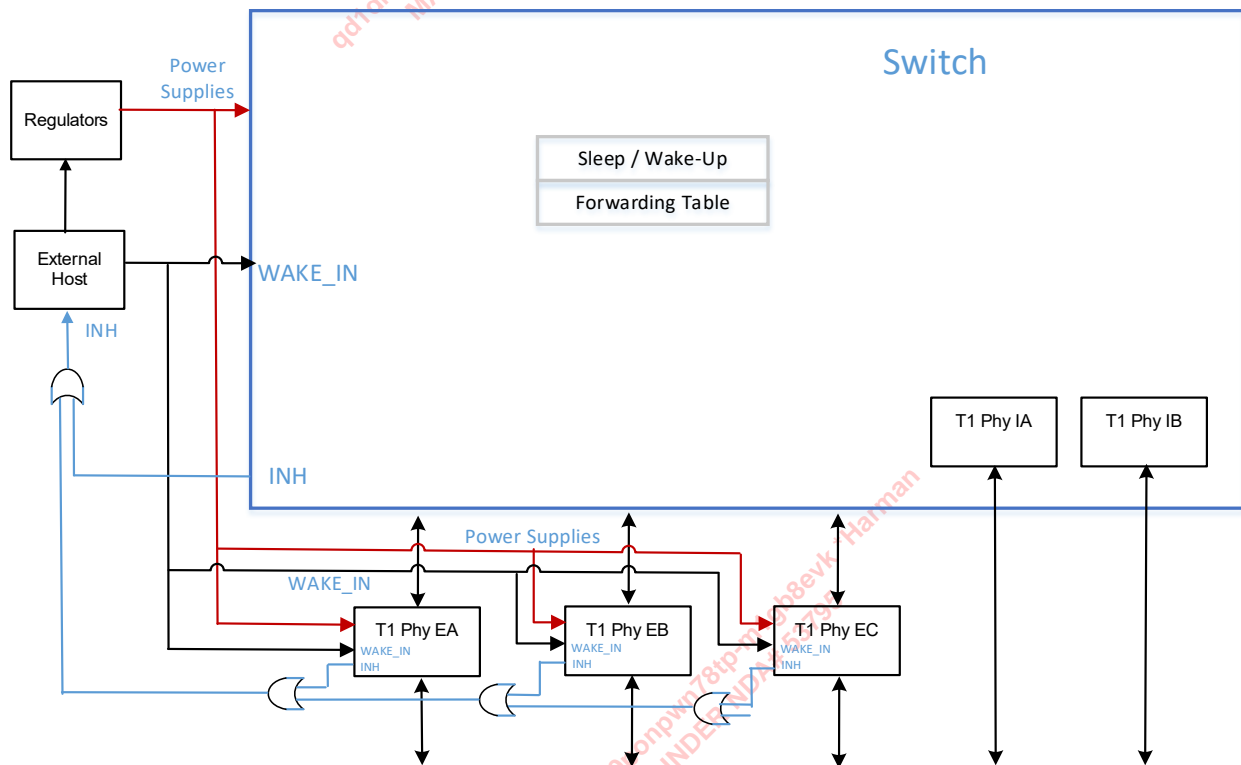 Switch
Power
Supplies
Regulators
Sleep / Wake-Up
Forwarding Table
External
Host
WAKE_IN
INH
T1 Phy IA
T1 Phy IB
INH
Power Supplies
WAKE_IN
T1 Phy EA
WAKE_IN
INH
T1 Phy EB
WAKE_IN
INH
T1 Phy EC
WAKE_IN
INH